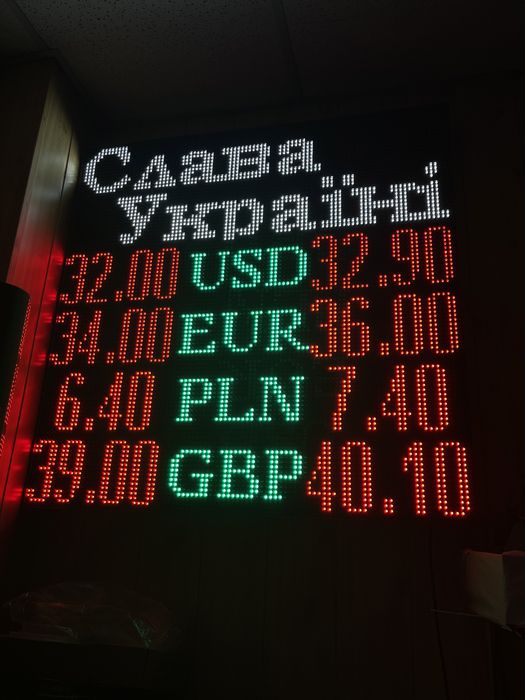 Слава
Україні
32.00 USD 32.90
34.00 EUR 36.00
6.40 PLN 7.40
39.00 GBP 40.10